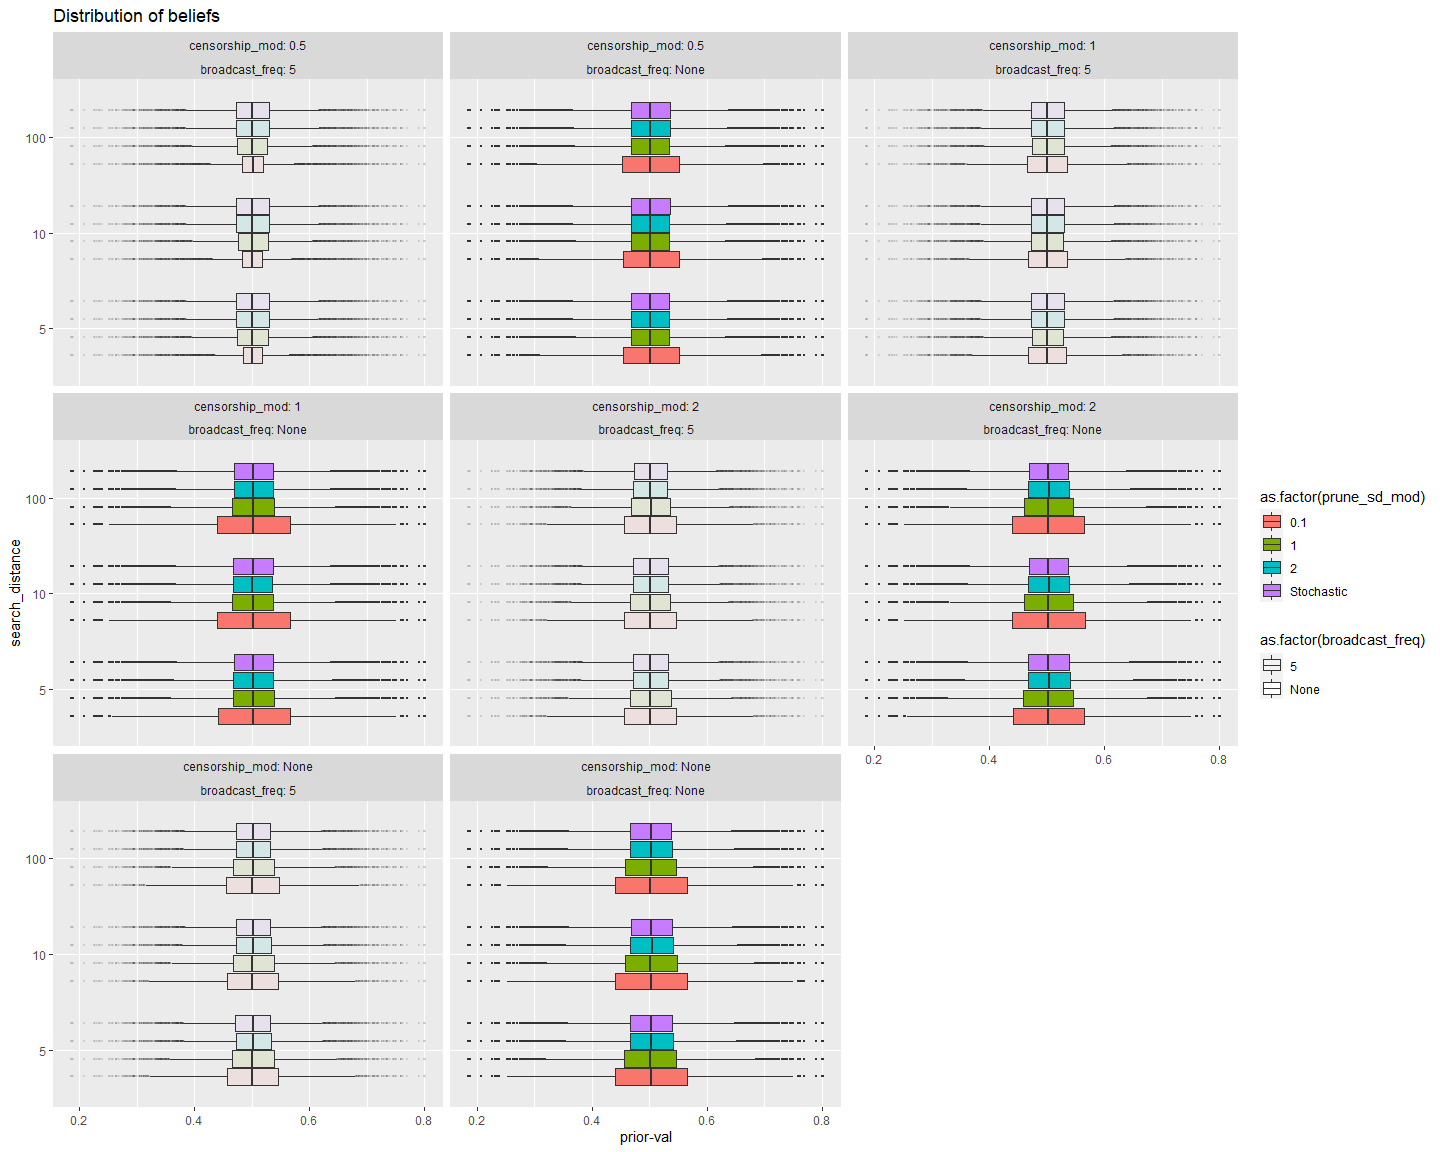 Distribution of beliefs
censorship_mod: 0.5
broadcast_freq: 5
censorship_mod: 0.5
broadcast_freq: None
censorship_mod: 1
broadcast_freq: 5
100
10
5
censorship_mod: 1
broadcast_freq: None
censorship_mod: 2
broadcast_freq: 5
censorship_mod: 2
broadcast_freq: None
100
10
5
0.2 0.4 0.6 0.8
search_distance
censorship_mod: None
broadcast_freq: 5
censorship_mod: None
broadcast_freq: None
100
10
5
0.2 0.4 0.6 0.8
0.2 0.4 0.6 0.8
prior-val
as.factor(prune_sd_mod)
0.1
1
2
Stochastic
as.factor(broadcast_freq)
5
None